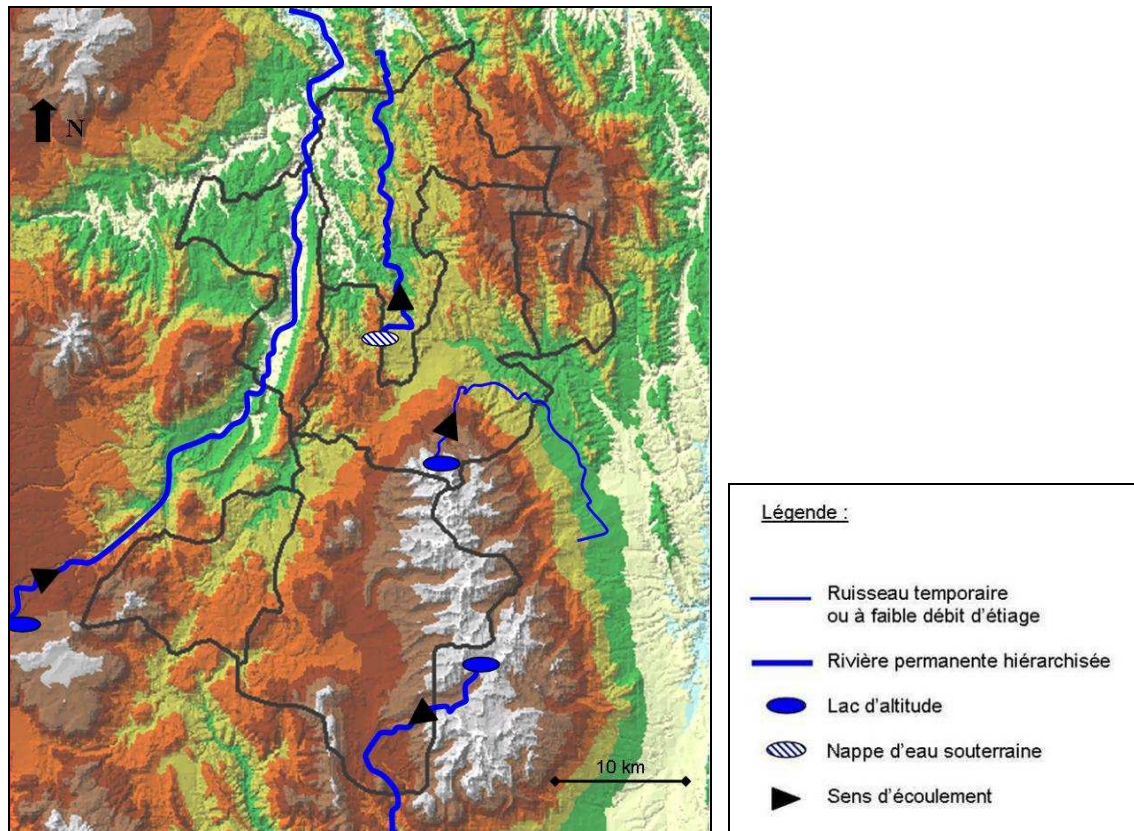 N
10 km
Légende :
Ruisseau temporaire
ou à faible débit d'étiage
Rivière permanente hiérarchisée
Lac d'altitude
Nappe d'eau souterraine
Sens d'écoulement